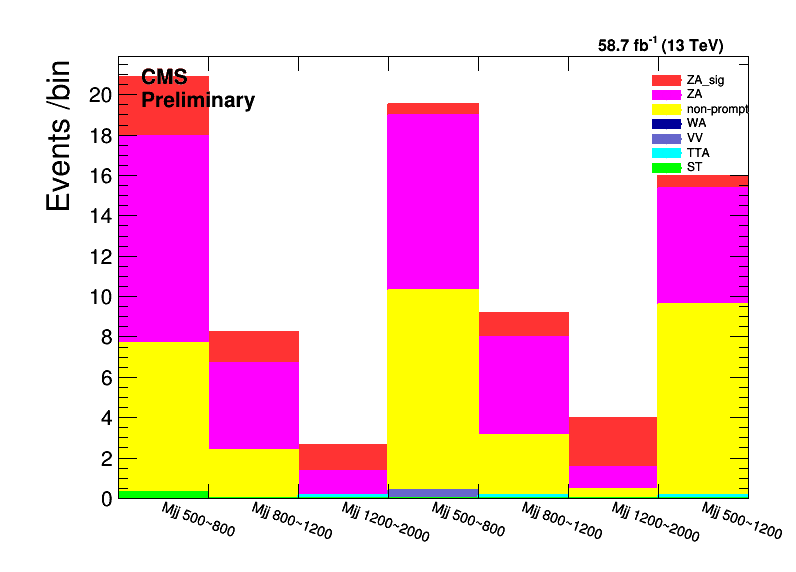 58.7 fb-1 (13 TeV)
CMS
Preliminary
Events /bin
20
18
16
14
12
10
8
6
4
2
0
ZA_sig
ZA
non-prompt
WA
VV
TTA
ST
Mjj 500~800
Mjj 800~1200
Mjj 1200~2000
Mjj 500~800
Mjj 800~1200
Mjj 1200~2000
Mjj 500~1200